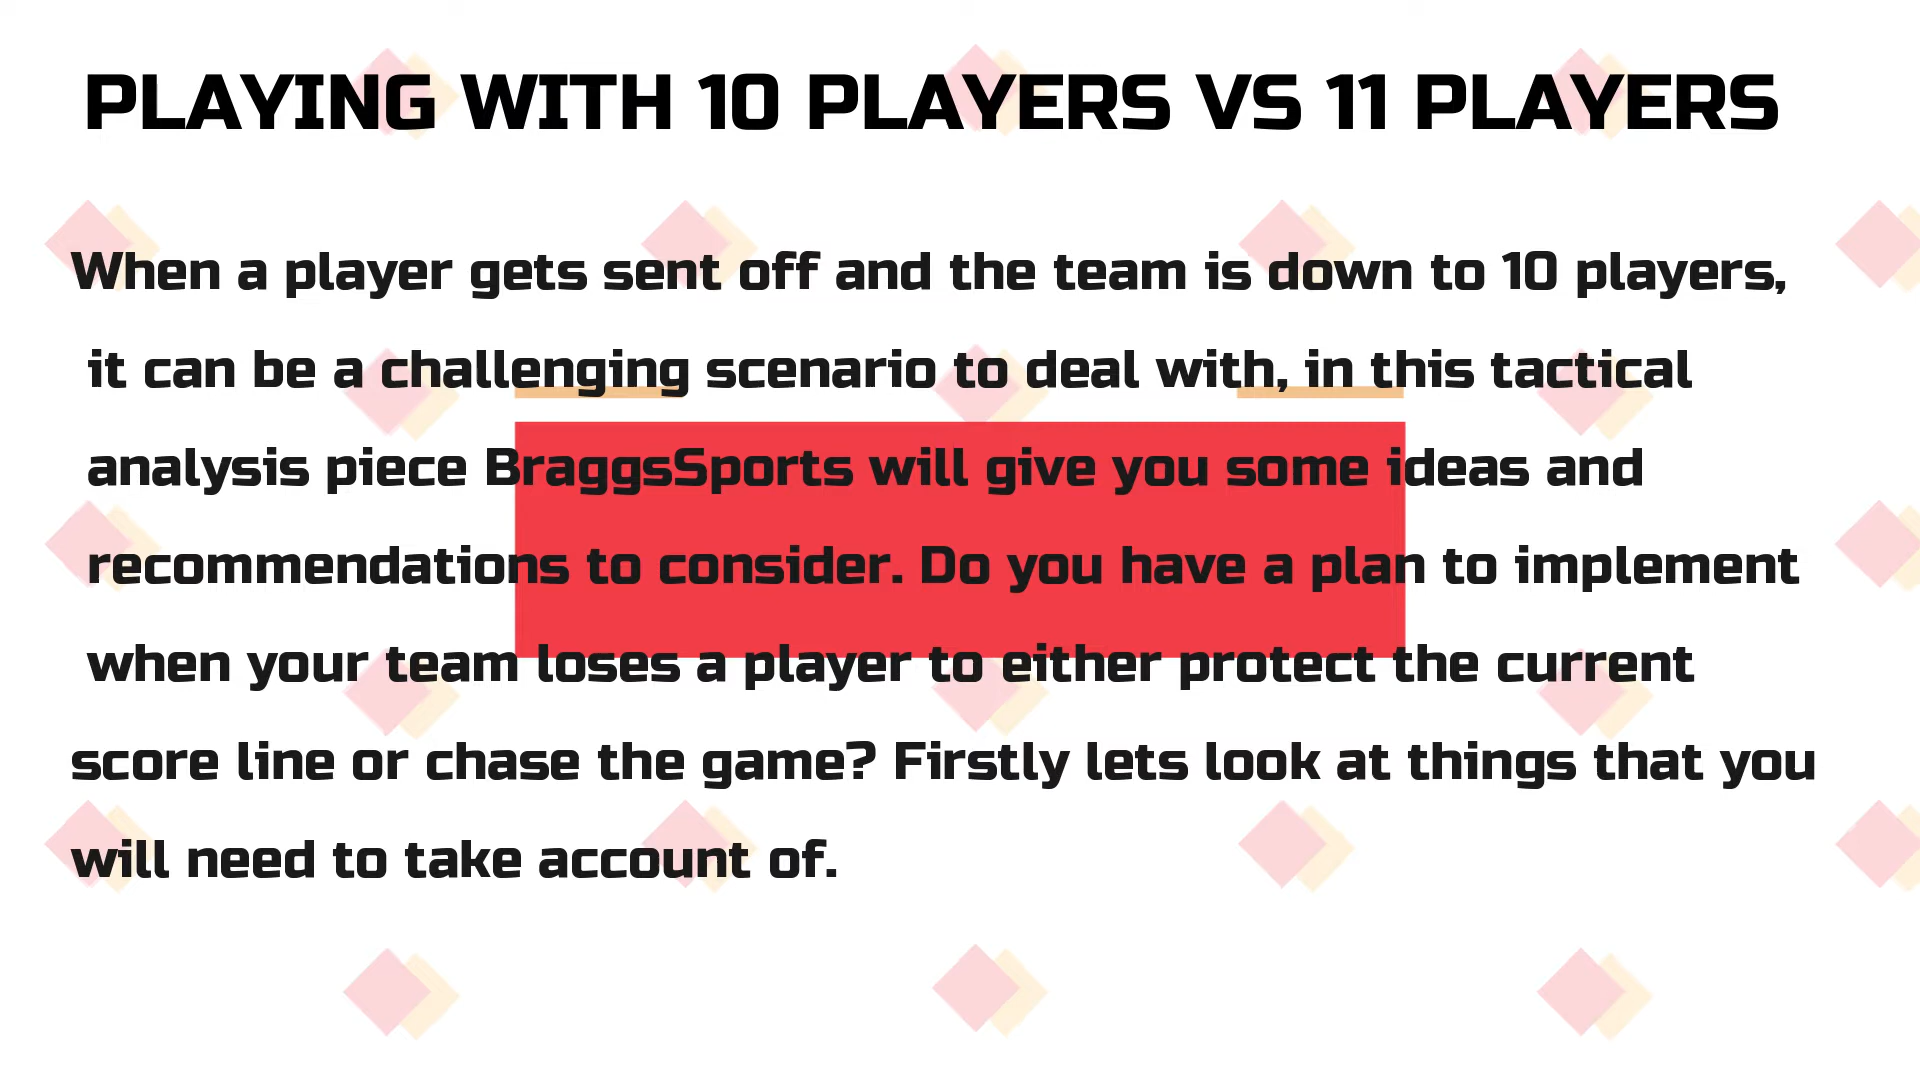 PLAYING WITH 10 PLAYERS VS 11 PLAYERS
When a player gets sent off and the team is down to 10 players,
it can be a challenging scenario to deal with, in this tactical
analysis piece BraggsSports will give you some ideas and
recommendations to consider. Do you have a plan to implement
when your team loses a player to either protect the current
score line or chase the game? Firstly lets look at things that you
will need to take account of.